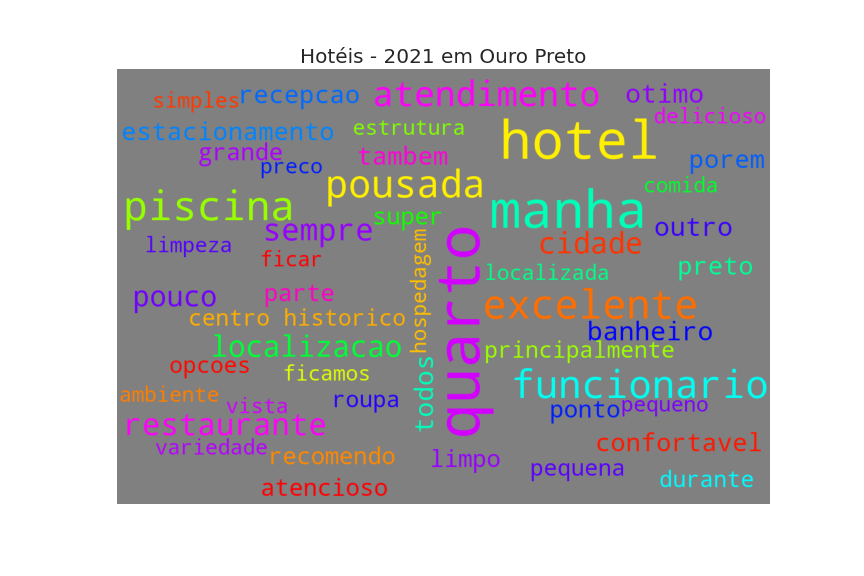 Hotéis - 2021 em Ouro Preto
simples
recepcao
atendimento
otimo
delicioso
estacionamento
estrutura
hotel
grande
preco
tambem
porem
pousada
comida
piscina
super
manha
sempre
outro
limpeza
ficar
cidade
hospedagem
quarto
localizada
preto
pouco
parte
excelente
centro historico
banheiro
localizacao
principalmente
opcoes
ficamos
todos
funcionario
ambiente
vista
roupa
ponto
pequeno
restaurante
variedade
recomendo
limpo
confortavel
pequena
atencioso
durante